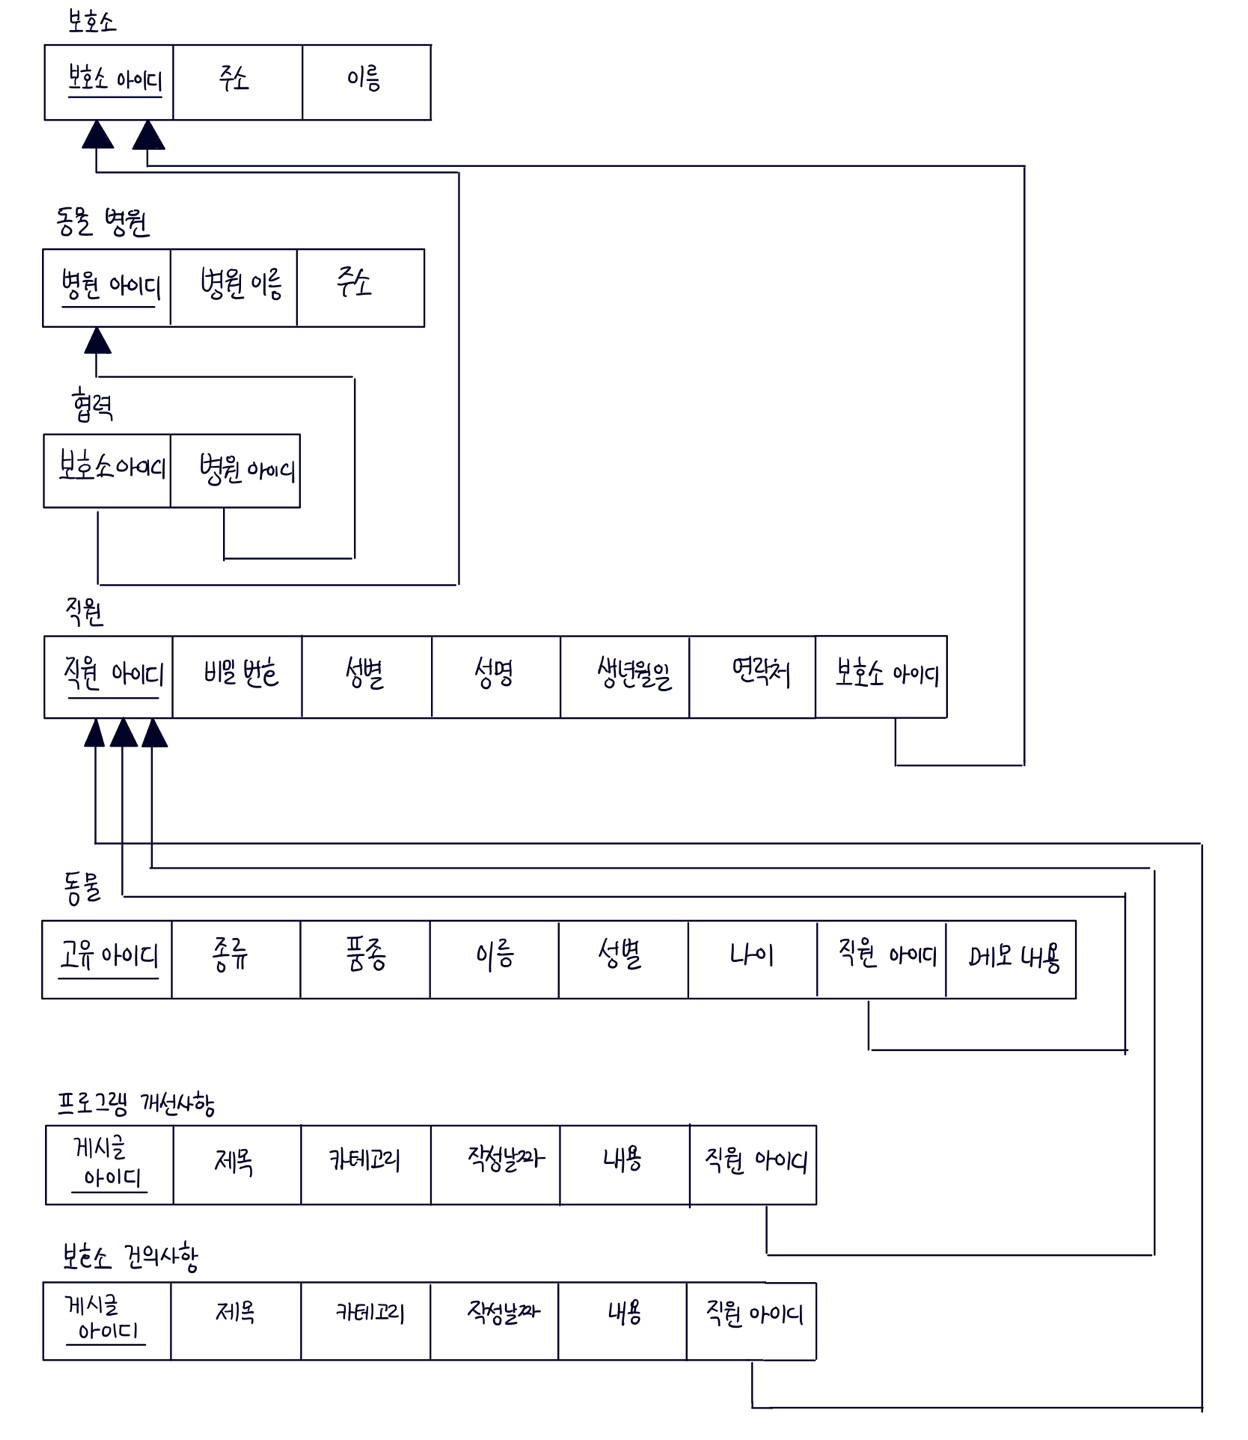 보호소
보호소 아이디 주소 이름
동물 병원
병원 아이디 병원 이름 주소
협력
보호소 아이디 병원 아이디
직원
직원 아이디 비밀 번호 성별 성명 생년월일 연락처 보호소 아이디
동물
고유 아이디 종류 품종 이름 성별 나이 직원 아이디 메모 내용
프로그램 개선사항
게시글
아이디 제목 카테고리 작성날짜 내용 직원 아이디
보호소 건의사항
게시글
아이디 제목 카테고리 작성날짜 내용 직원 아이디